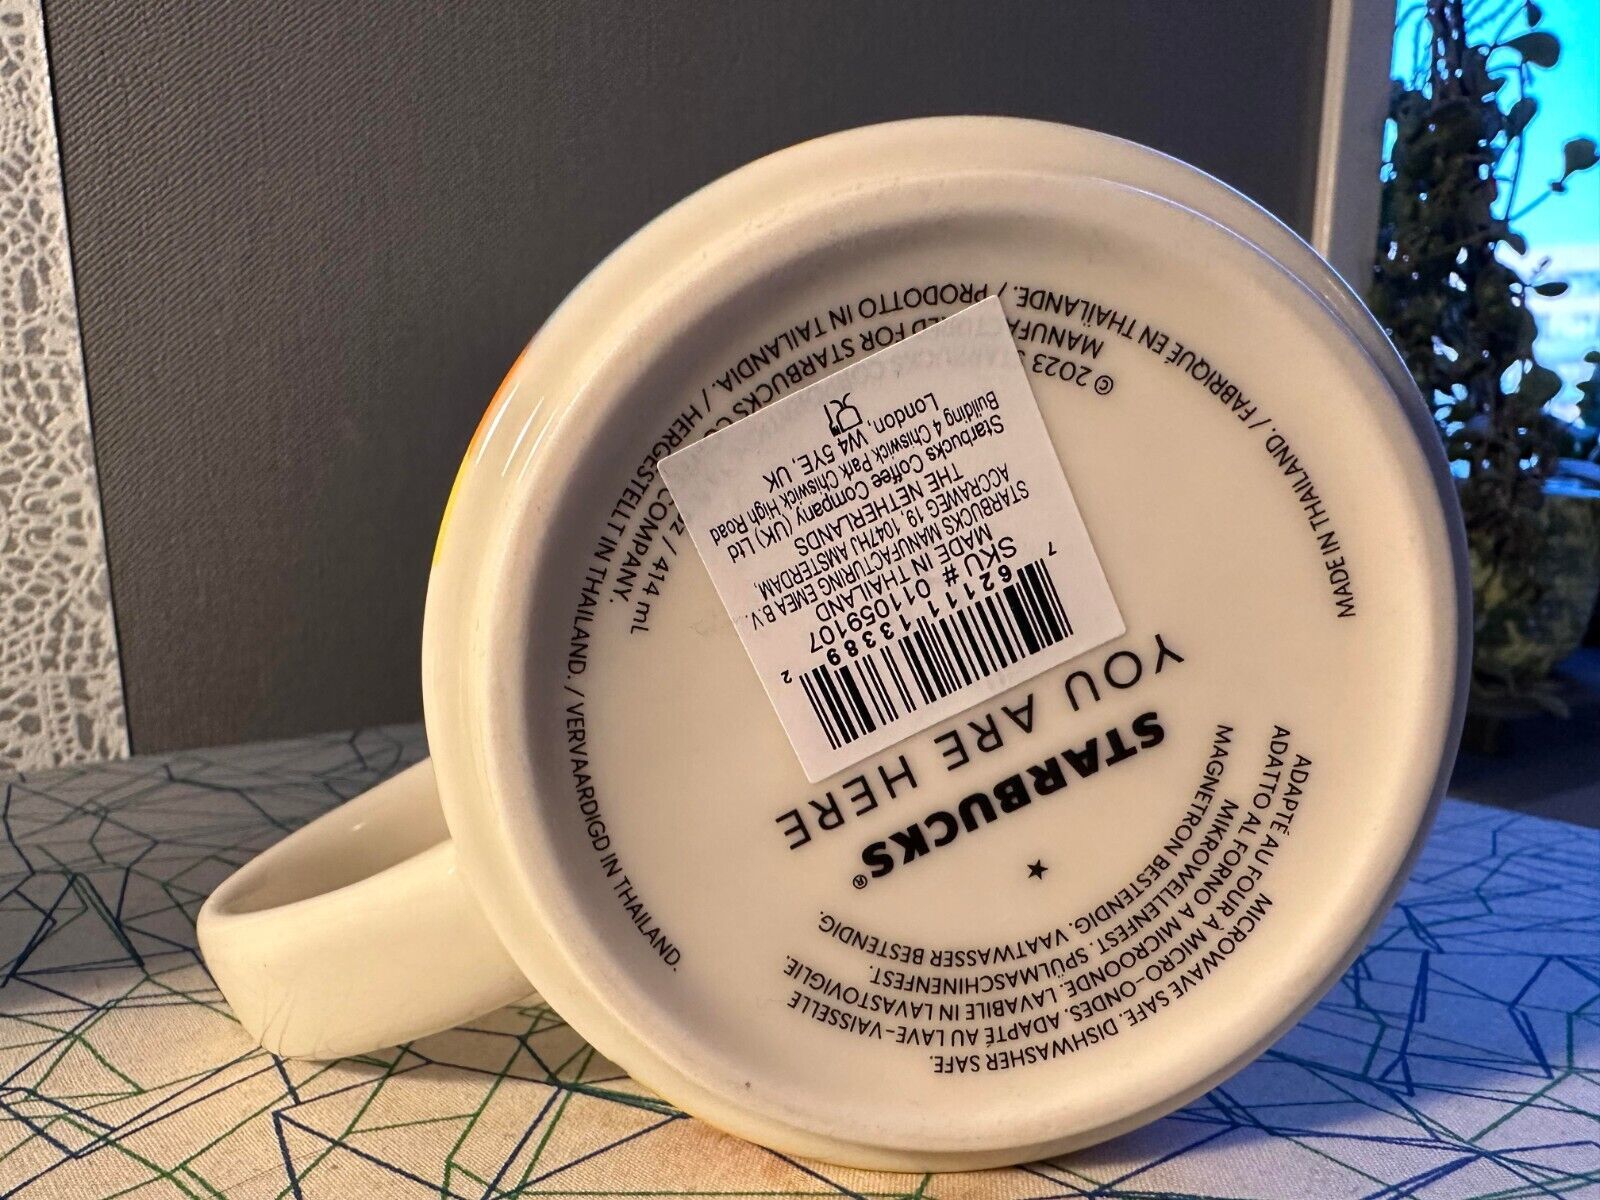 MICROWAVE SAFE. DISHWASHER SAFE.
ADAPTÉ AU FOUR À MICRO-ONDES. ADAPTÉ AU LAVE-VAISSELLE
ADATTO AL FORNO A MICROONDE. LAVABILE IN LAVASTOVIGLIE.
MIKROWELLENFEST. SPÜLMASCHINENFEST.
MAGNETRON BESTENDIG. VAATWASSER BESTENDIG.
STARBUCKS®
YOU ARE HERE
7 62111 13389 2
SKU # 011059107
MADE IN THAILAND
STARBUCKS MANUFACTURING EMEA B.V.
ACCRAWEG 19, 1047HJ AMSTERDAM,
THE NETHERLANDS
Starbucks Coffee Company (UK) Ltd
Building 4 Chiswick Park Chiswick High Road
London, W4 5YE, UK
/ 414 mL
© 2023 COMPANY.
MANUFACTURED FOR STARBUCKS
MADE IN THAILAND. / FABRIQUÉ EN THAÏLANDE. / PRODOTTO IN TAILANDIA. / HERGESTELLT IN THAILAND. / VERVAARDIGD IN THAILAND.